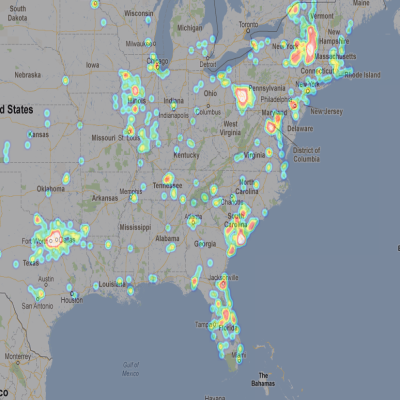 Maine
South
Dakota
Wisconsin
Michigan
Toronto
Vermont
New
Hampshire
Milwaukee
New York
Massachusetts
Iowa
Chicago
Detroit
Connecticut
Rhode Island
Nebraska
Pennsylvania
New York
Illinois
Indiana
Ohio
Philadelphia
d States
Indianapolis
Columbus
Maryland
New Jersey
Kansas
Missouri
St. Louis
West
Virginia
Delaware
District of
Columbia
Kentucky
Virginia
Oklahoma
Tennessee
North
Carolina
Memphis
Charlotte
Arkansas
South
Carolina
Atlanta
Mississippi
Alabama
Georgia
Fort Worth
Dallas
Texas
Jacksonville
Austin
Louisiana
Houston
San Antonio
Tampa
Florida
Miami
Gulf of
Mexico
Monterrey
The
Bahamas
Havana
co